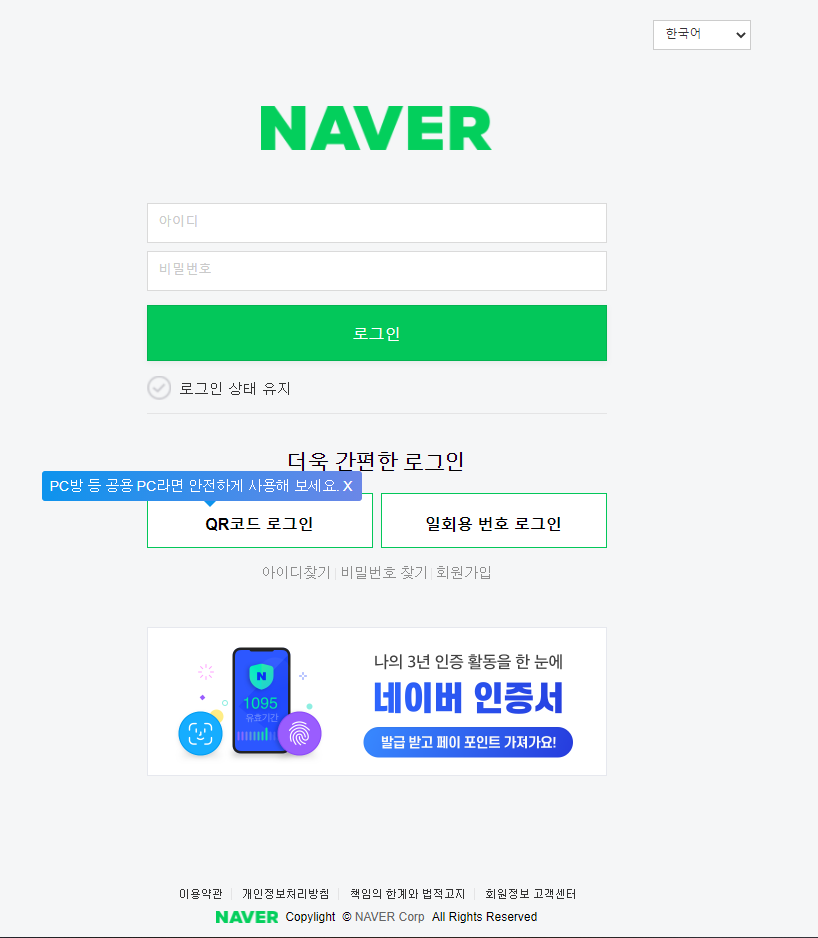 한국어
NAVER
아이디
비밀번호
로그인
로그인 상태 유지
더욱 간편한 로그인
PC방 등 공용 PC라면 안전하게 사용해 보세요. X
QR코드 로그인
일회용 번호 로그인
아이디찾기 | 비밀번호 찾기 | 회원가입
나의 3년 인증 활동을 한 눈에
네이버 인증서
발급 받고 페이 포인트 가져가요!
N
1095
유효기간
이용약관 | 개인정보처리방침 | 책임의 한계와 법적고지 | 회원정보 고객센터
NAVER Copylight © NAVER Corp All Rights Reserved